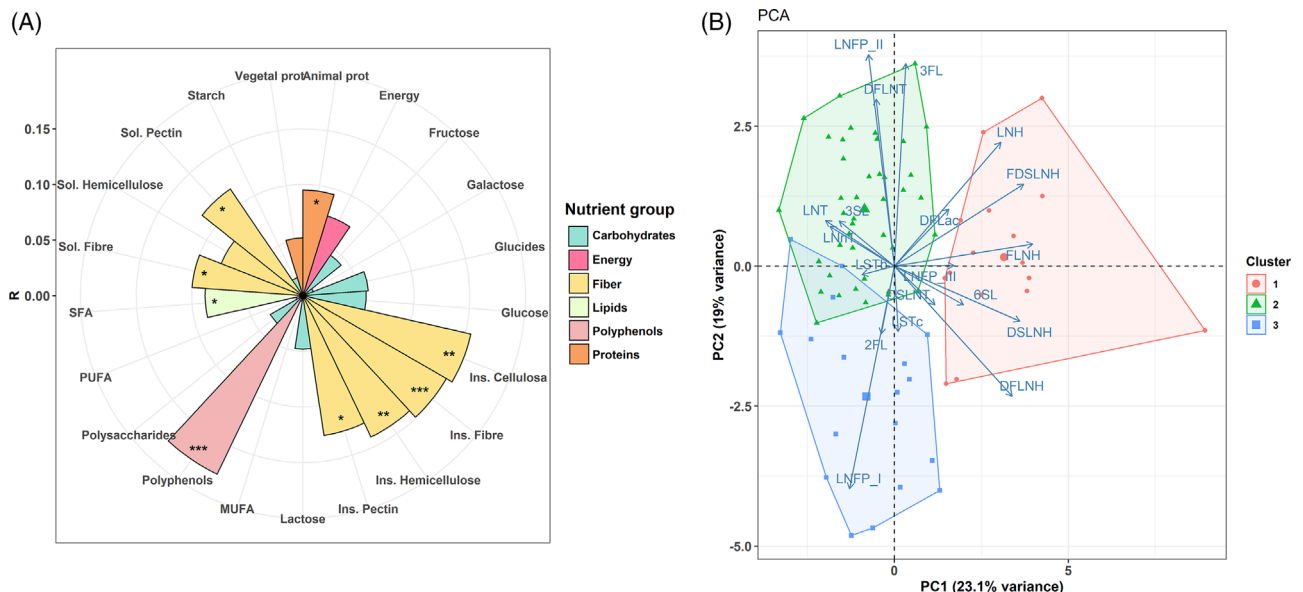 (A)
Vegetal prot
Animal prot
Starch
Energy
Sol. Pectin
Fructose
Sol. Hemicellulose
Galactose
Sol. Fibre
Glucides
SFA
Glucose
PUFA
Ins. Cellulosa
Polysaccharides
Ins. Fibre
Polyphenols
Ins. Hemicellulose
MUFA
Ins. Pectin
Lactose
R
0.15
0.10
0.05
0.00
*
*
*
*
**
***
**
*
***
Nutrient group
Carbohydrates
Energy
Fiber
Lipids
Polyphenols
Proteins
(B)
PCA
LNFP_II
3FL
DFLNT
LNH
FDSLNH
LNT
3SL
DFLac
FLNH
LSTb
LNFP_III
DSLNT
6SL
DSLNH
2FL
DFLNH
LNFP_I
PC2 (19% variance)
2.5
0.0
-2.5
-5.0
0
5
PC1 (23.1% variance)
Cluster
1
2
3